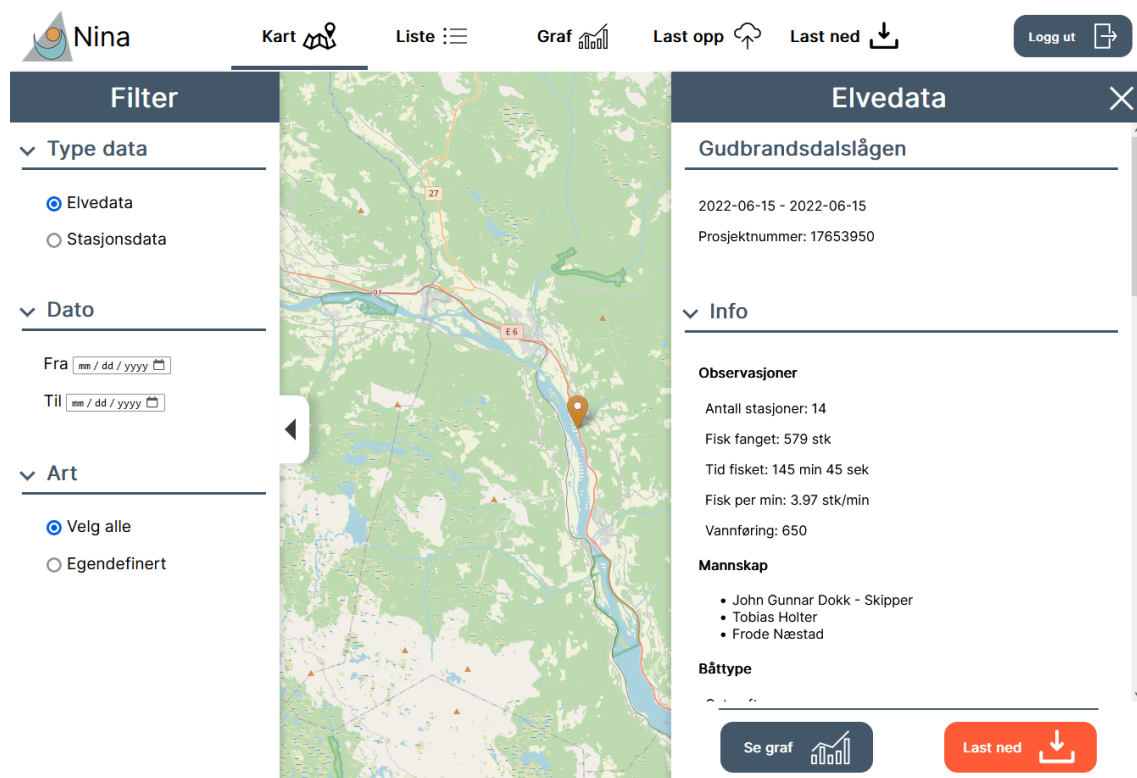 Nina
Kart
Liste
Graf
Last opp
Last ned
Logg ut
Filter
Type data
Elvedata
Stasjonsdata
Dato
Fra mm / dd / yyyy
Til mm / dd / yyyy
Art
Velg alle
Egendefinert
27
E 6
Elvedata
Gudbrandsdalslågen
2022-06-15 - 2022-06-15
Prosjektnummer: 17653950
Info
Observasjoner
Antall stasjoner: 14
Fisk fanget: 579 stk
Tid fisket: 145 min 45 sek
Fisk per min: 3.97 stk/min
Vannføring: 650
Mannskap
• John Gunnar Dokk - Skipper
• Tobias Holter
• Frode Næstad
Båttype
Se graf
Last ned